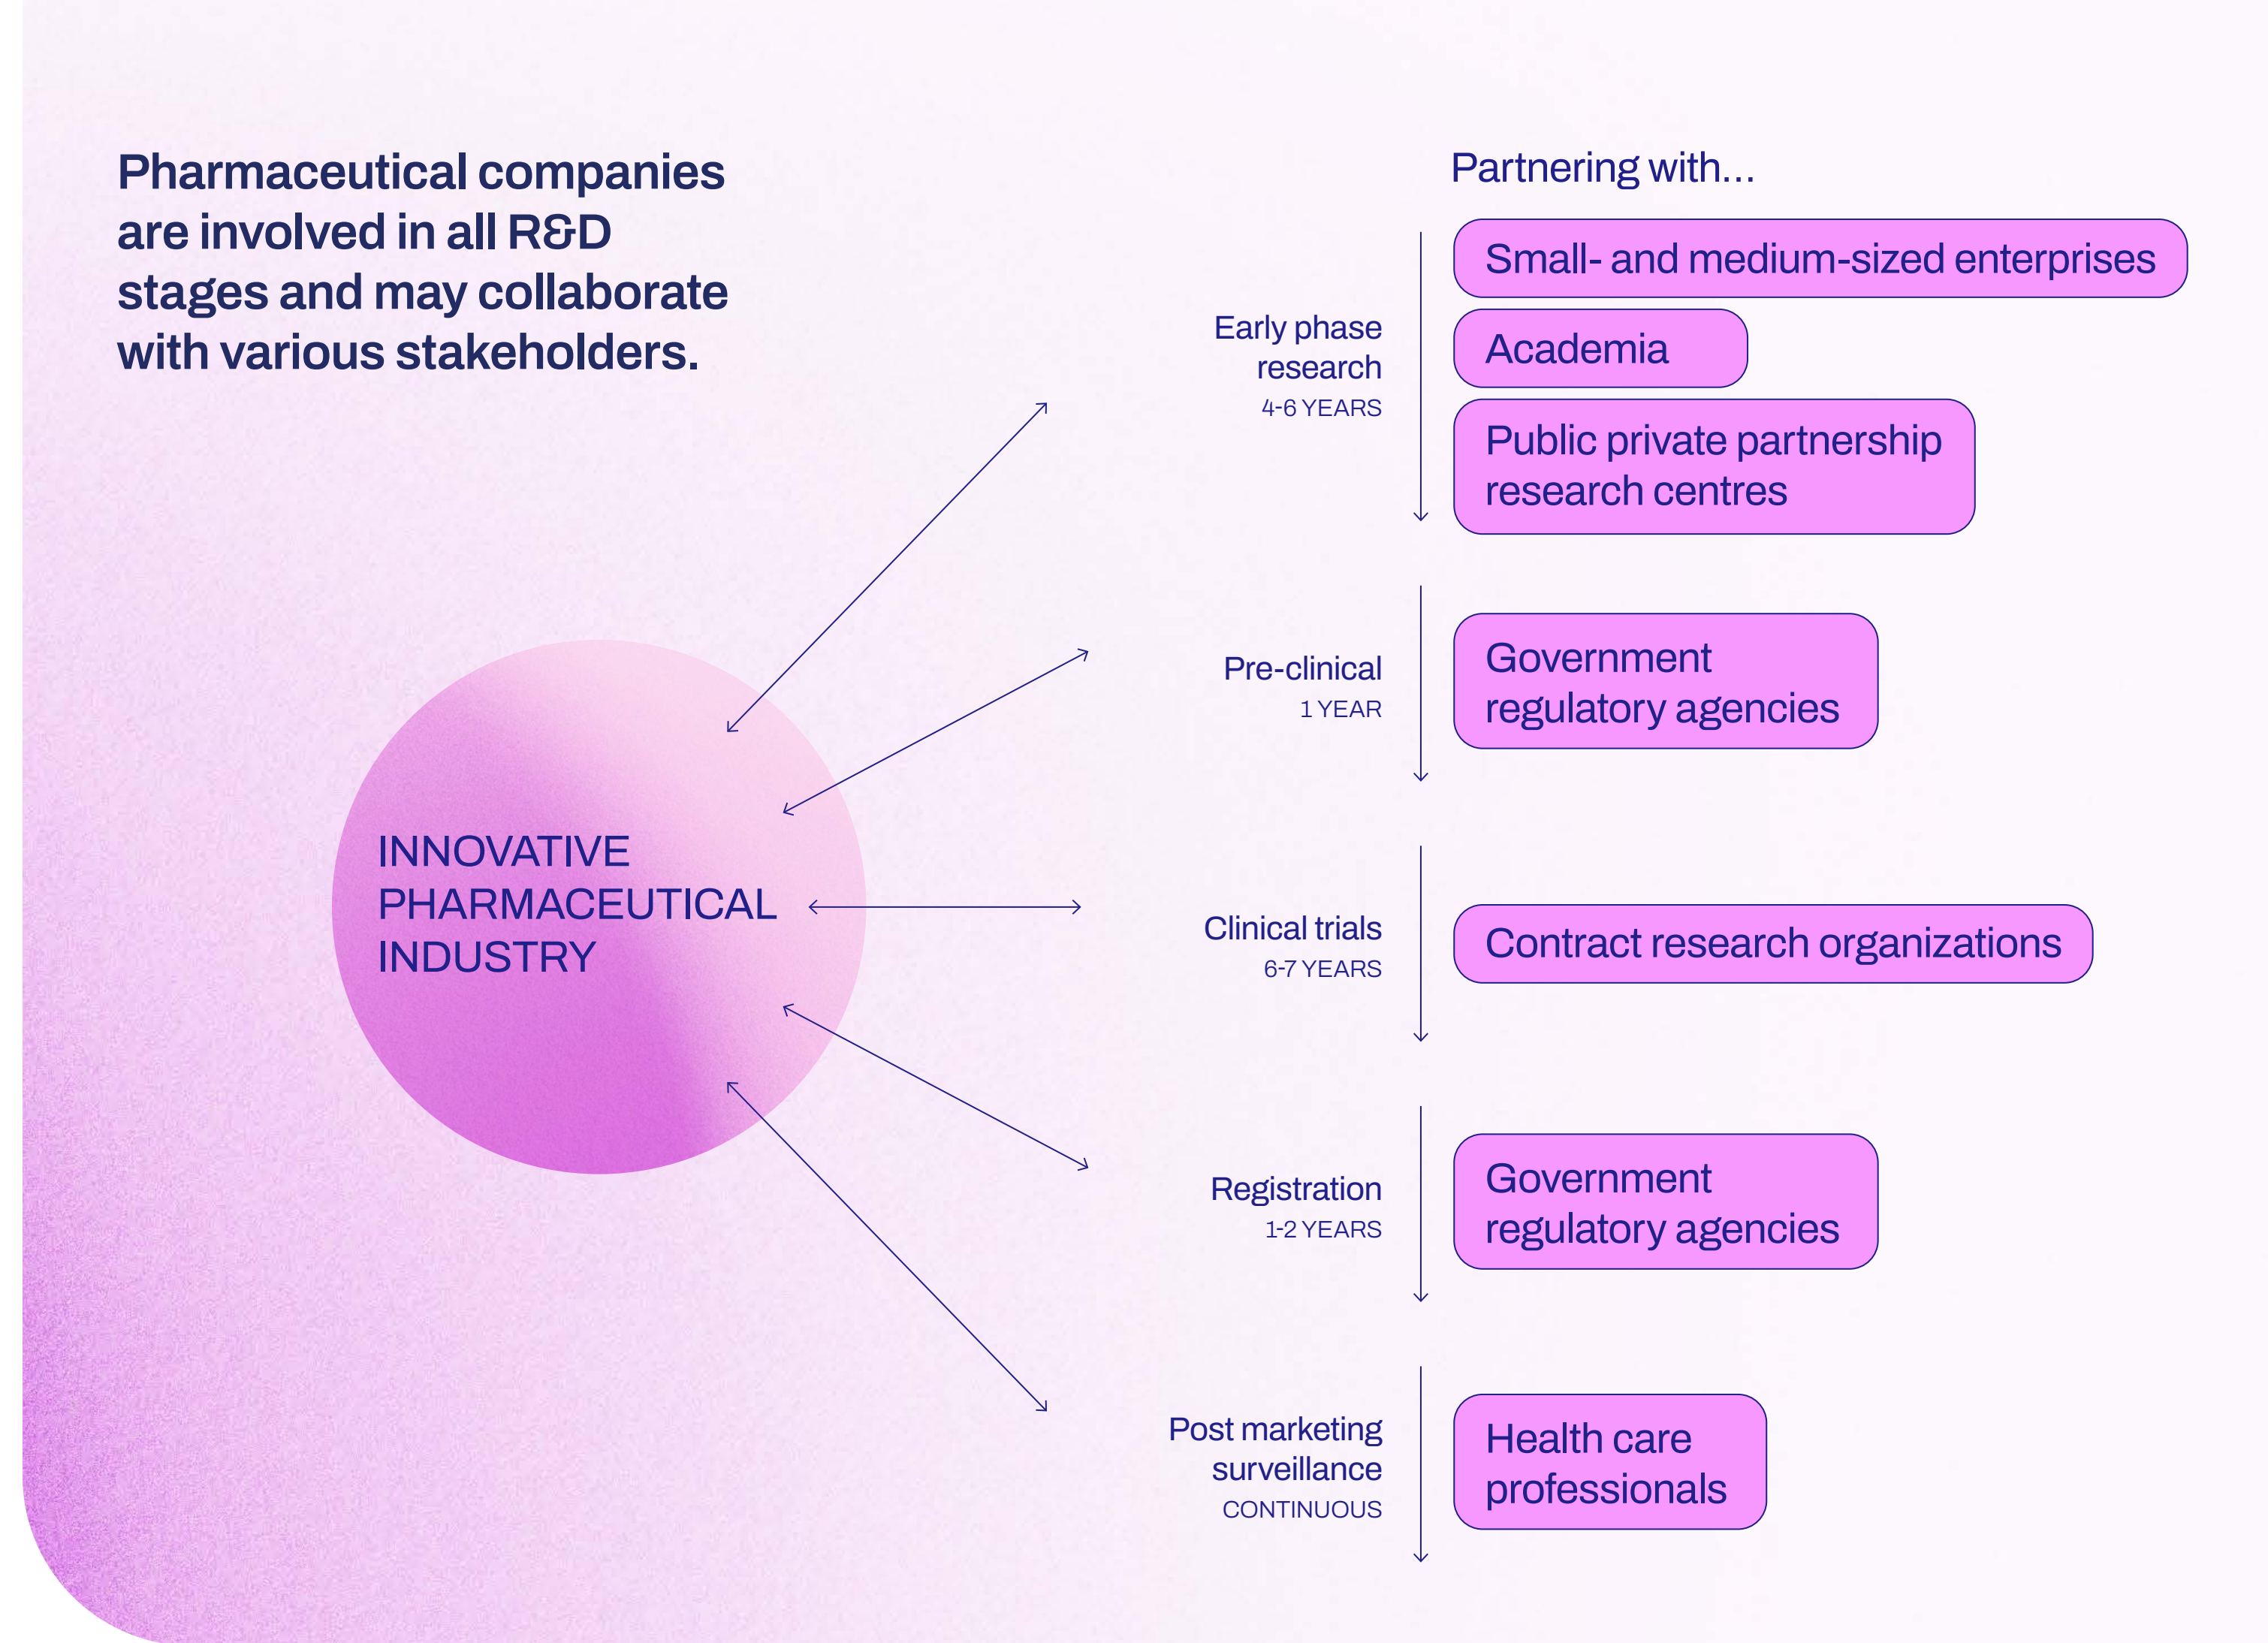 Pharmaceutical companies
are involved in all R&D
stages and may collaborate
with various stakeholders.
INNOVATIVE
PHARMACEUTICAL
INDUSTRY
Partnering with...
Early phase
research
4-6 YEARS
Small- and medium-sized enterprises
Academia
Public private partnership
research centres
Pre-clinical
1 YEAR
Government
regulatory agencies
Clinical trials
6-7 YEARS
Contract research organizations
Registration
1-2 YEARS
Government
regulatory agencies
Post marketing
surveillance
CONTINUOUS
Health care
professionals